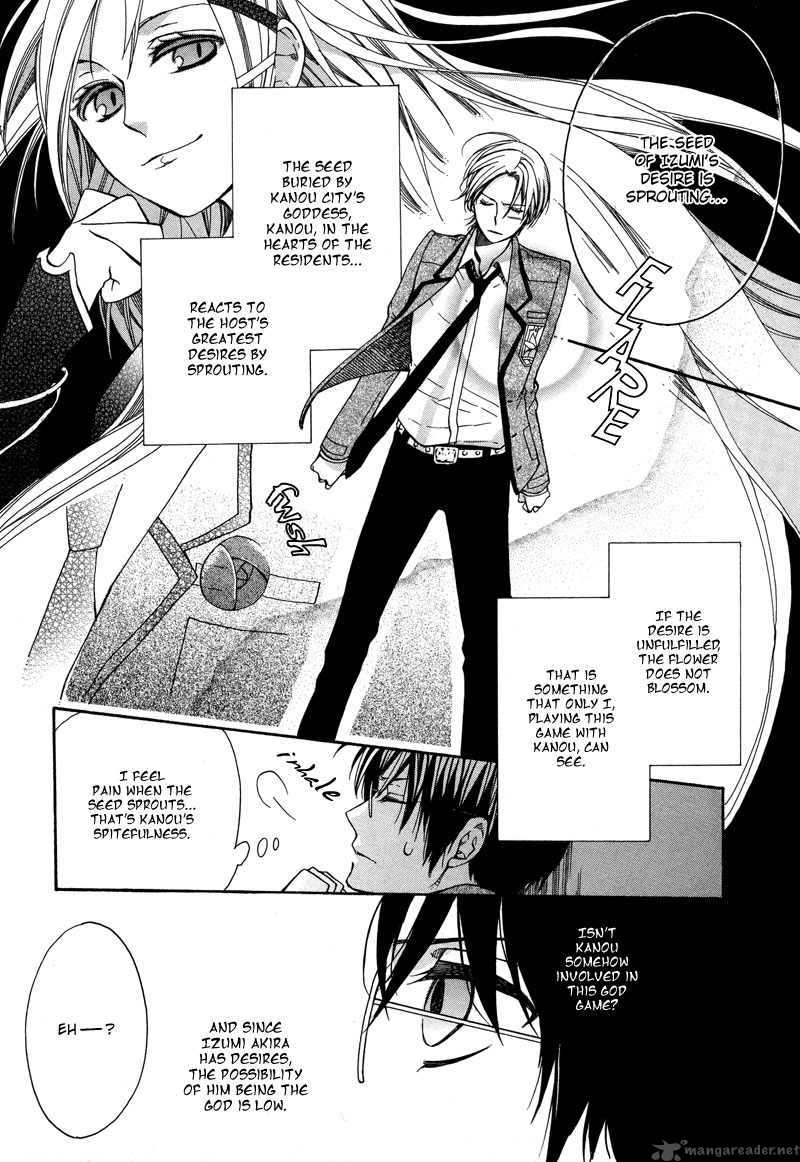 THE SEED
OF IZUMI'S
DESIRE IS
SPROUTING...
THE SEED
BURIED BY
KANOU CITY'S
GODDESS,
KANOU, IN THE
HEARTS OF THE
RESIDENTS...
REACTS TO
THE HOST'S
GREATEST
DESIRES BY
SPROUTING.
FLARE
fwsh
IF THE
DESIRE IS
UNFULFILLED,
THE FLOWER
DOES NOT
BLOSSOM.
THAT IS
SOMETHING
THAT ONLY I,
PLAYING THIS
GAME WITH
KANOU, CAN
SEE.
inhale
I FEEL
PAIN WHEN THE
SEED SPROUTS...
THAT'S KANOU'S
SPITEFULNESS.
ISN'T
KANOU
SOMEHOW
INVOLVED IN
THIS GOD
GAME?
AND SINCE
IZUMI AKIRA
HAS DESIRES,
THE POSSIBILITY
OF HIM BEING THE
GOD IS LOW.
EH—?
mangareader.net